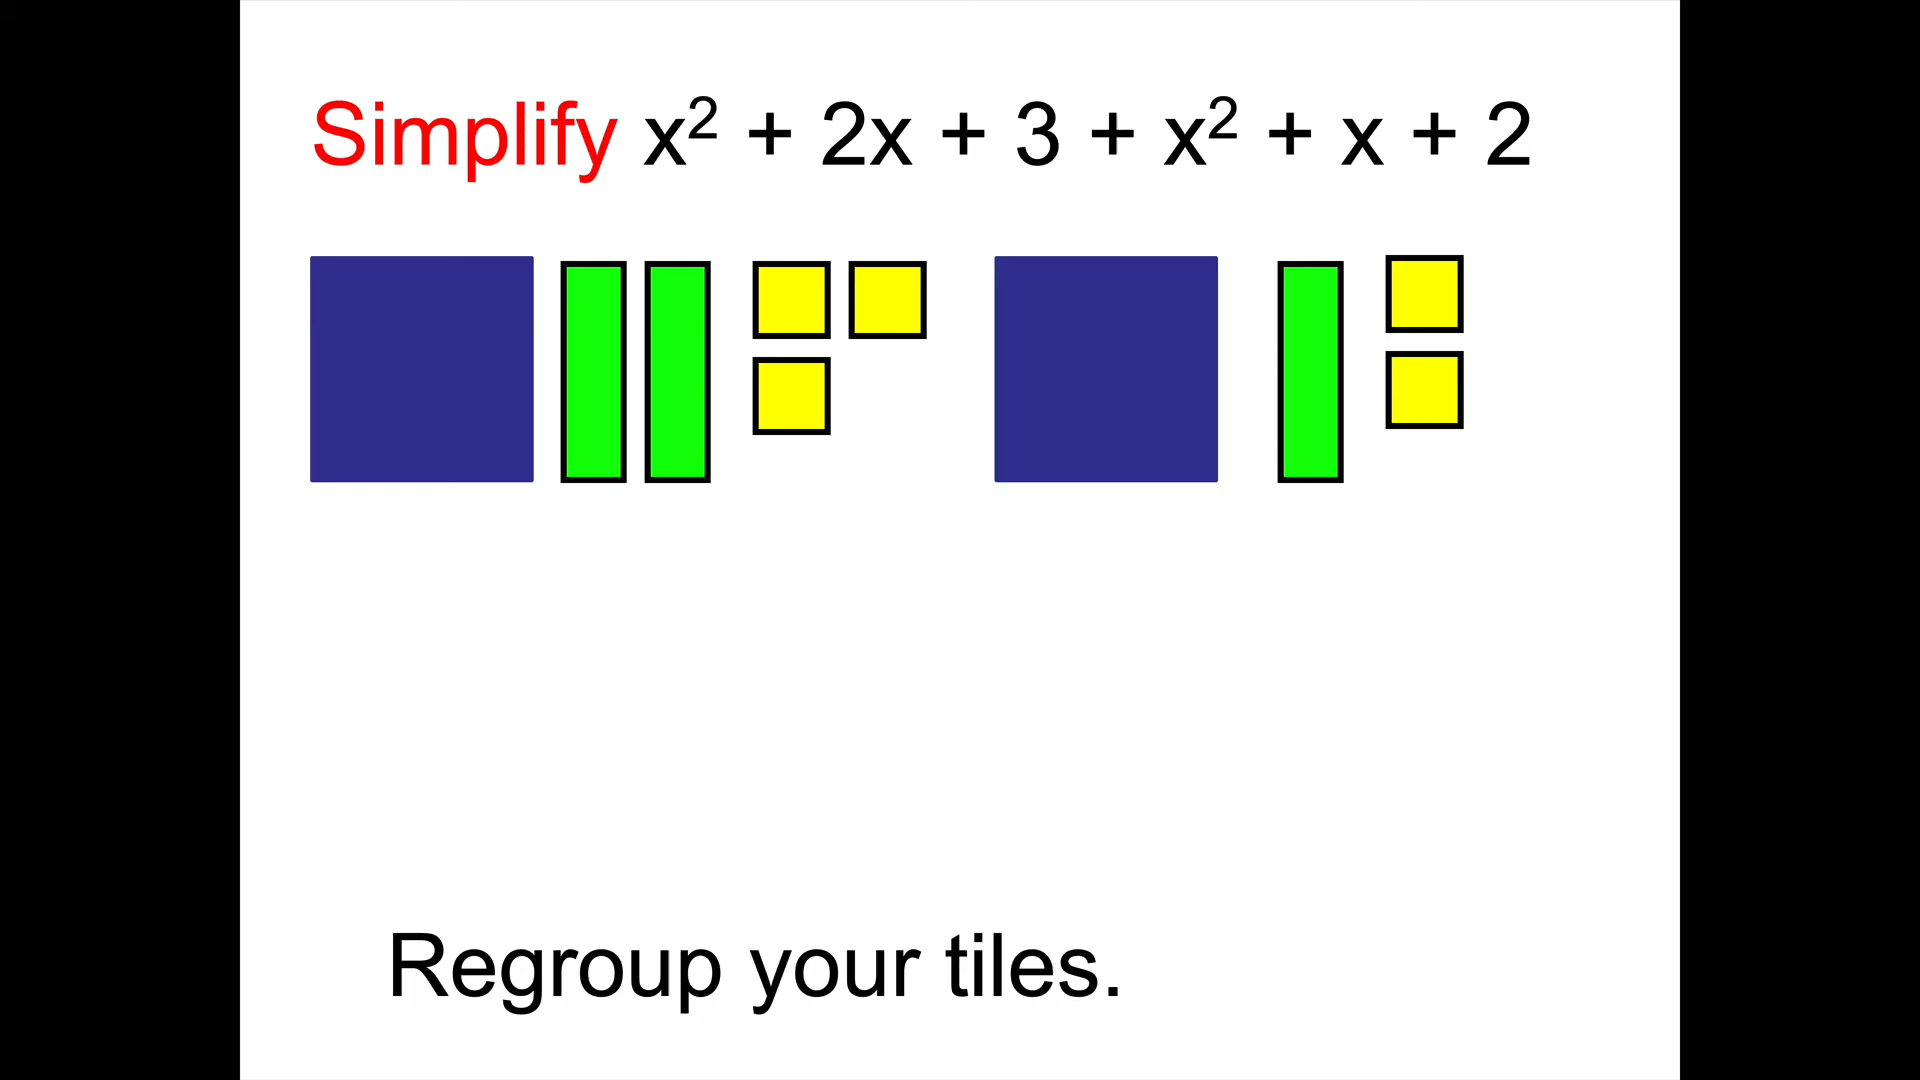 Simplify x² + 2x + 3 + x² + x + 2
Regroup your tiles.